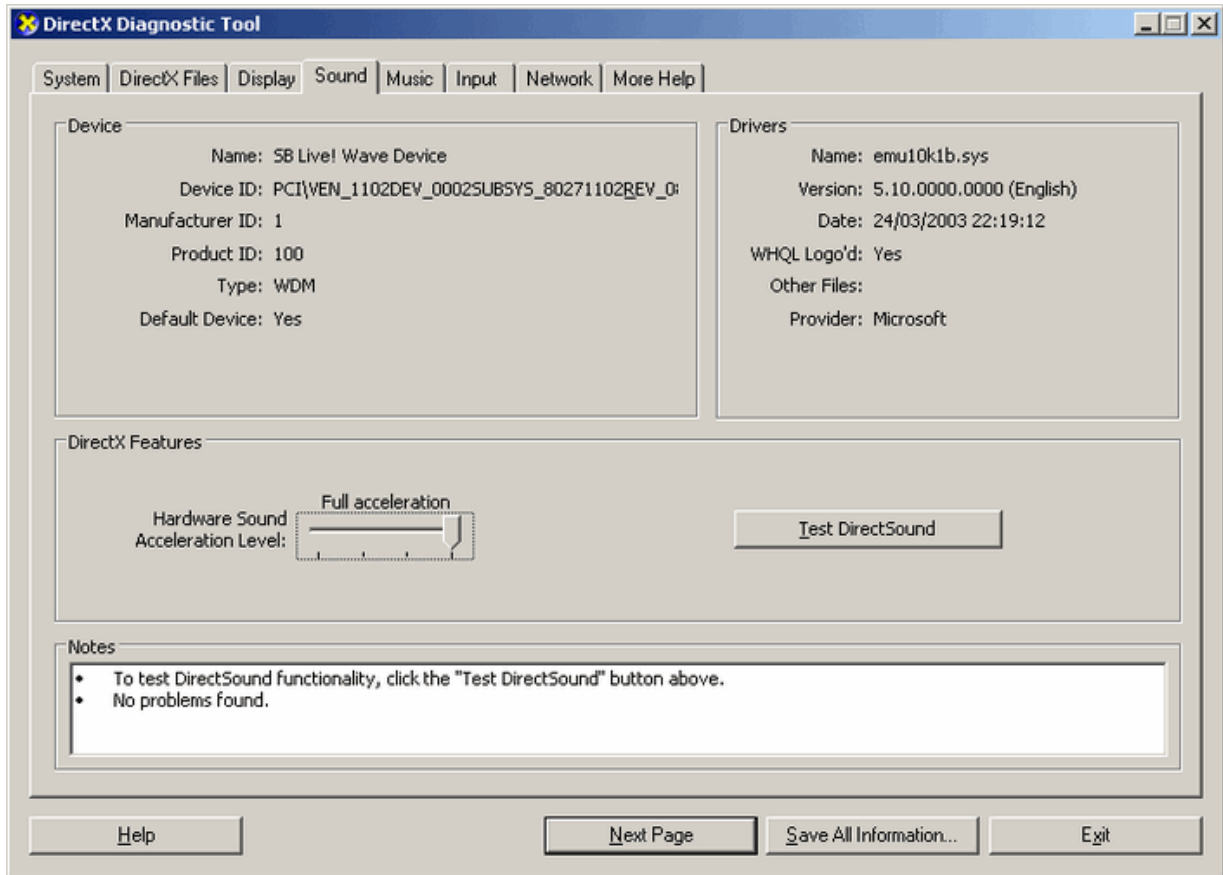 DirectX Diagnostic Tool
System DirectX Files Display Sound Music Input Network More Help
Device
Name: SB Live! Wave Device
Device ID: PCI\VEN_1102DEV_0002SUBSYS_80271102REV_0
Manufacturer ID: 1
Product ID: 100
Type: WDM
Default Device: Yes
Drivers
Name: emu10k1b.sys
Version: 5.10.0000.0000 (English)
Date: 24/03/2003 22:19:12
WHQL Logo'd: Yes
Other Files:
Provider: Microsoft
DirectX Features
Full acceleration
Hardware Sound
Acceleration Level:
Test DirectSound
Notes
• To test DirectSound functionality, click the "Test DirectSound" button above.
• No problems found.
Help Next Page Save All Information... Exit